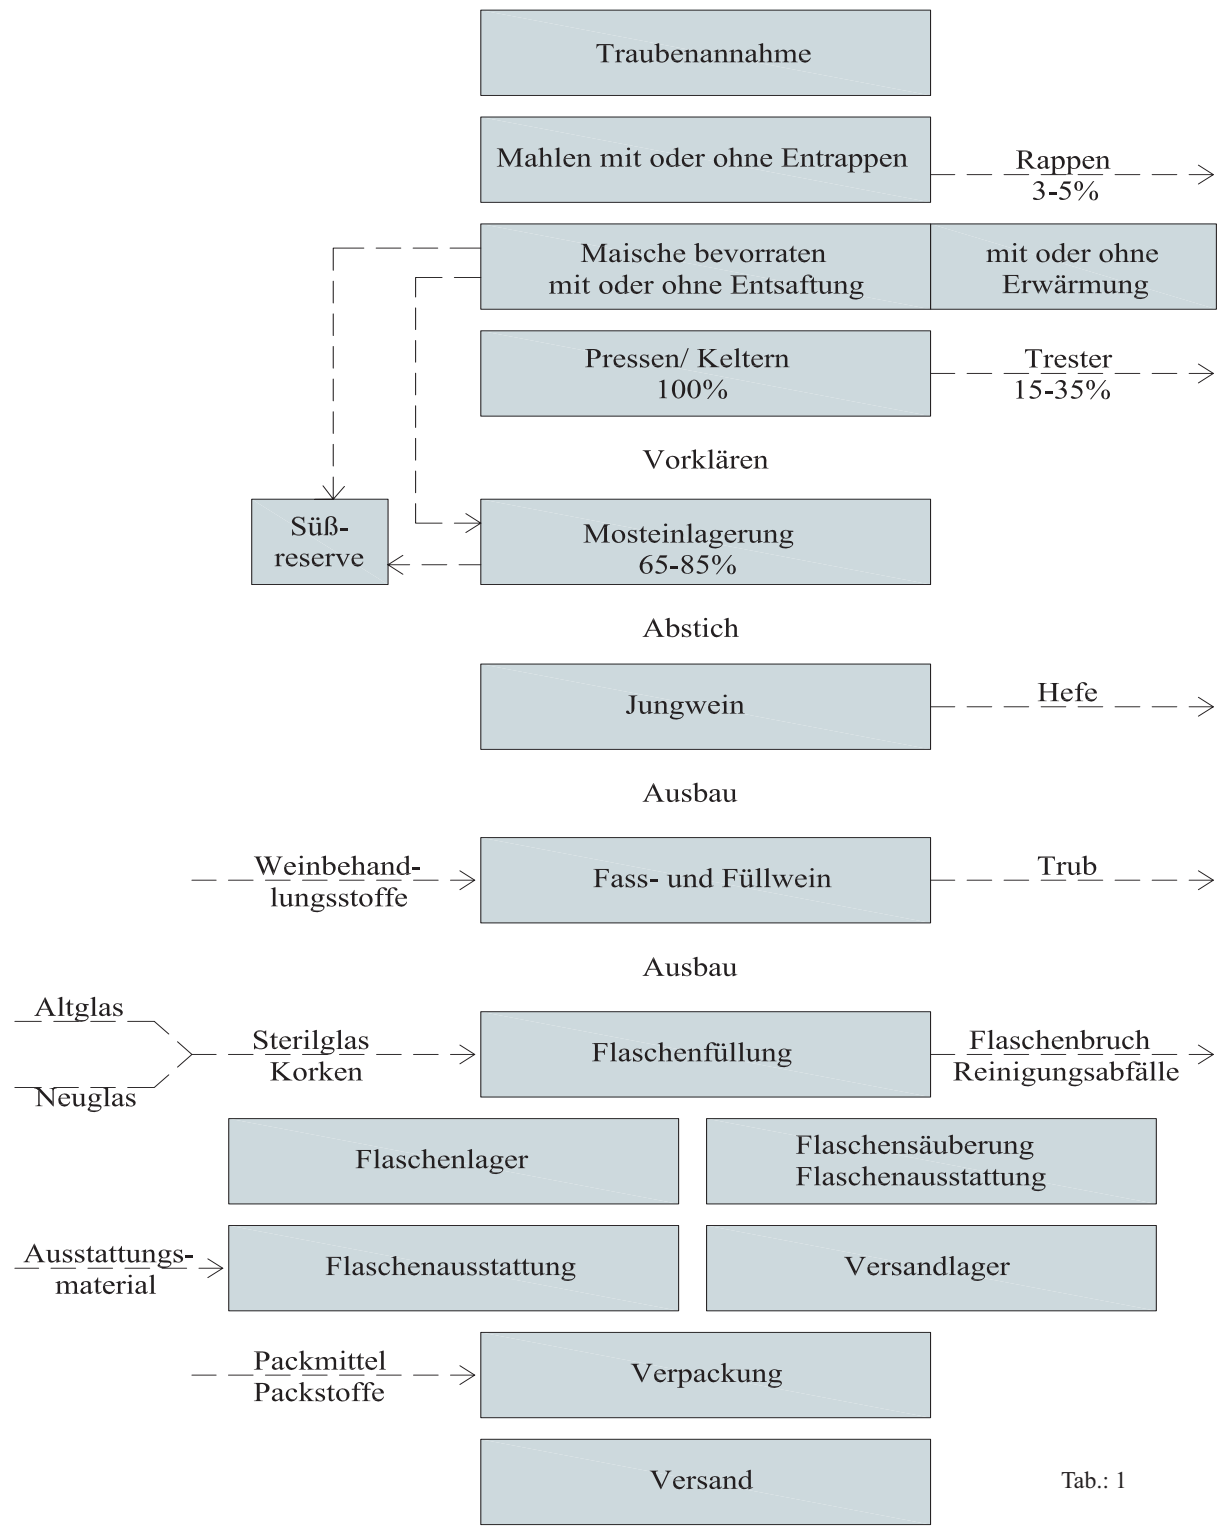 Traubenannahme
Mahlen mit oder ohne Entrappen
Rappen
3-5%
Maische bevorraten
mit oder ohne Entsaftung
mit oder ohne
Erwärmung
Pressen/ Keltern
100%
Trester
15-35%
Vorklären
Süß-
reserve
Mosteinlagerung
65-85%
Abstich
Jungwein
Hefe
Ausbau
Weinbehand-
lungsstoffe
Fass- und Füllwein
Trub
Ausbau
Altglas
Neuglas
Sterilglas
Korken
Flaschenfüllung
Flaschenbruch
Reinigungsabfälle
Flaschenlager
Flaschensäuberung
Flaschenausstattung
Ausstattungs-
material
Flaschenausstattung
Versandlager
Packmittel
Packstoffe
Verpackung
Versand
Tab.: 1